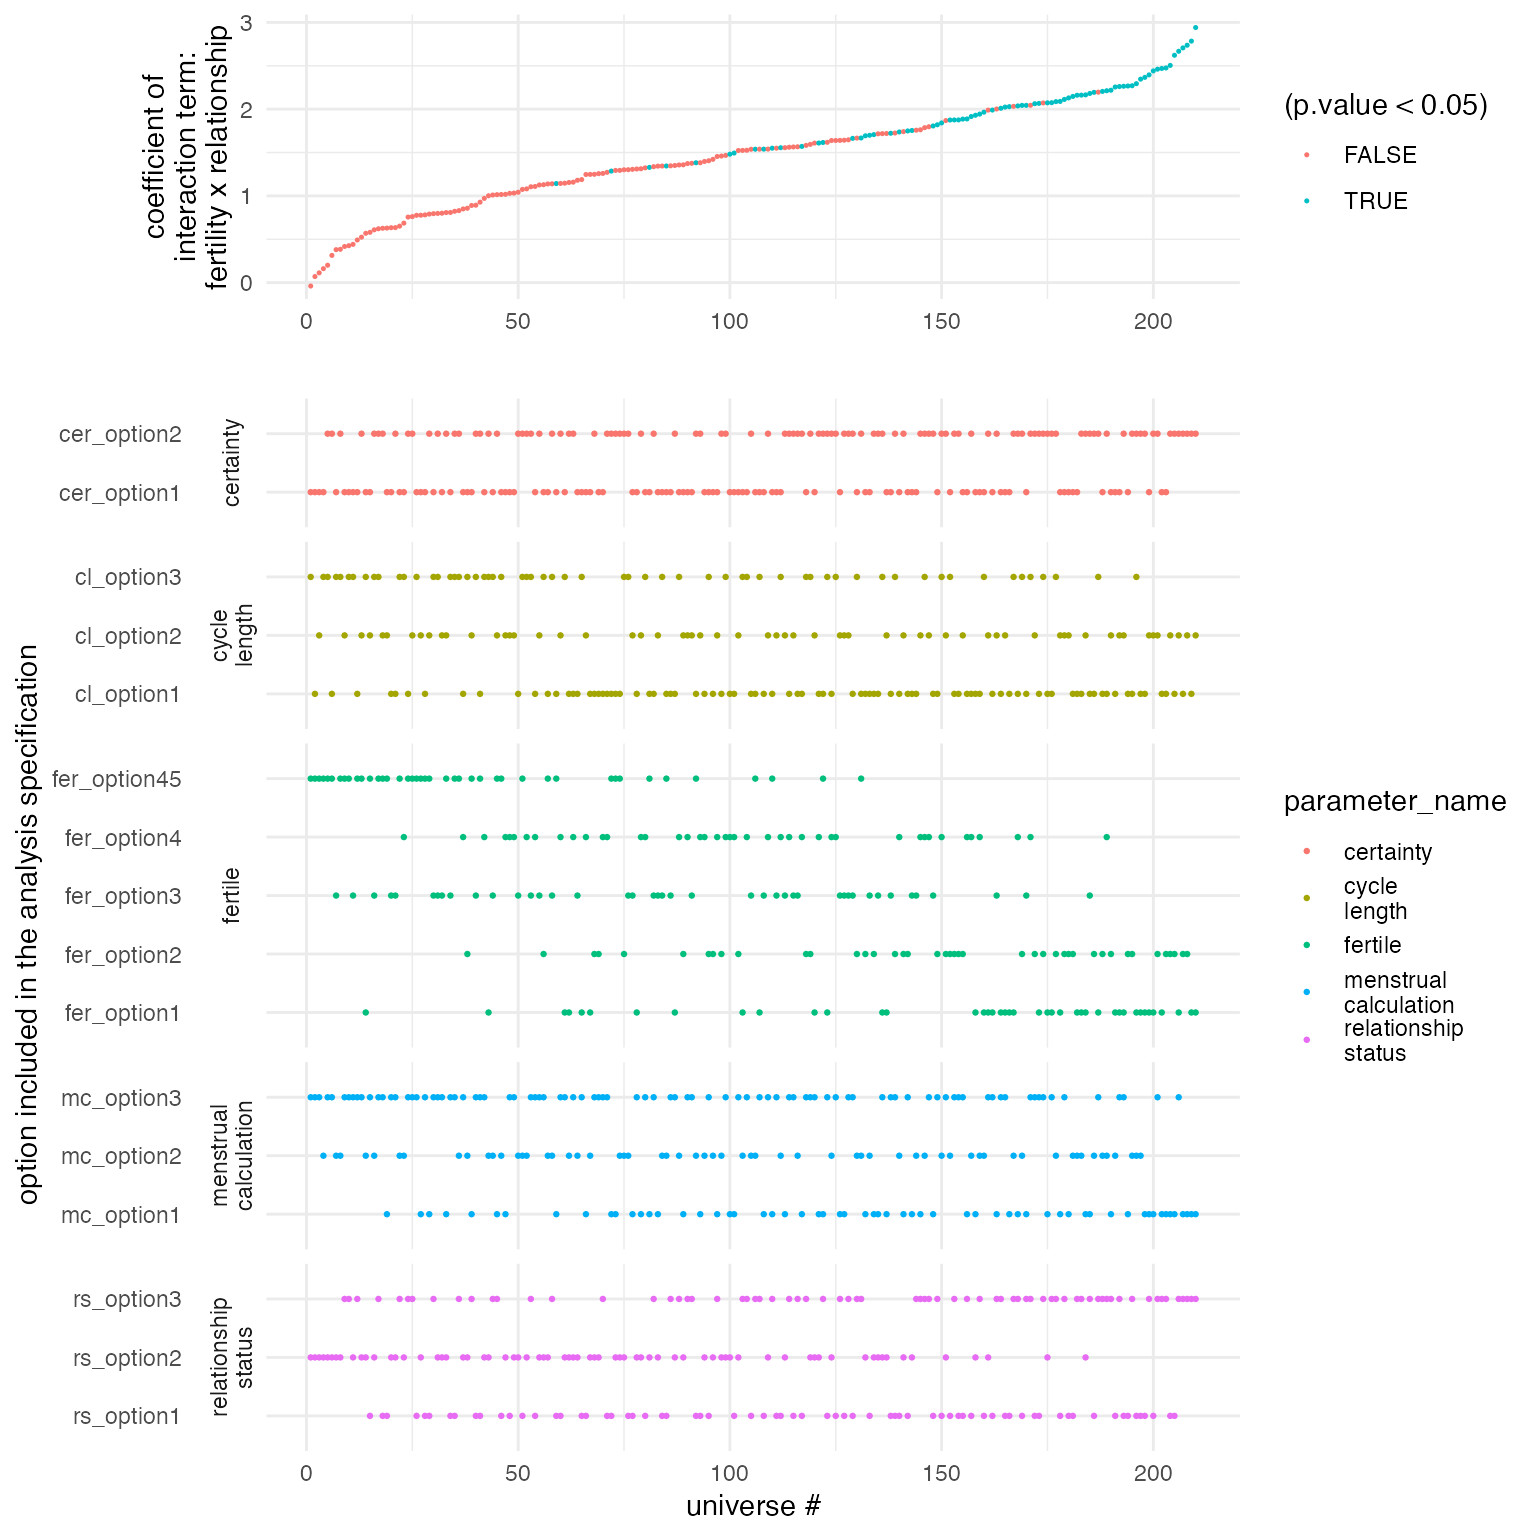 coefficient of
interaction term:
fertility x relationship
3
2
1
0
0
50
100
150
200
(p.value < 0.05)
FALSE
TRUE
option included in the analysis specification
cer_option2
cer_option1
certainty
cl_option3
cl_option2
cl_option1
cycle
length
fer_option45
fer_option4
fer_option3
fer_option2
fer_option1
fertile
mc_option3
mc_option2
mc_option1
menstrual
calculation
rs_option3
rs_option2
rs_option1
relationship
status
0
50
100
150
200
universe #
parameter_name
certainty
cycle
length
fertile
menstrual
calculation
relationship
status